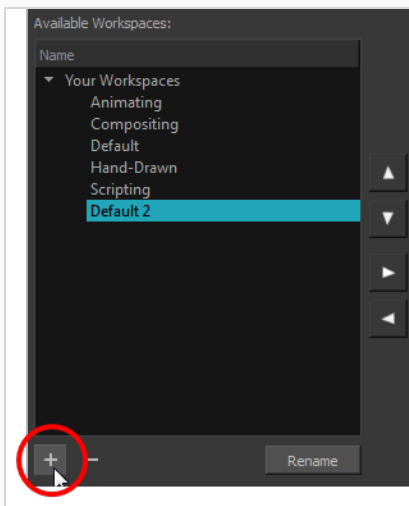 Available Workspaces:
Name
Your Workspaces
Animating
Compositing
Default
Hand-Drawn
Scripting
Default 2
Rename